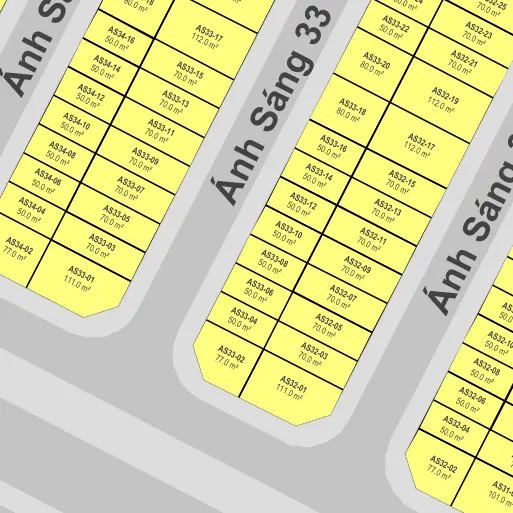 Ánh Sáng 33
AS34-16
50.0 m²
AS34-14
50.0 m²
AS34-12
50.0 m²
AS34-10
50.0 m²
AS34-08
50.0 m²
AS34-06
50.0 m²
AS34-04
50.0 m²
AS34-02
77.0 m²
AS33-17
112.0 m²
AS33-15
70.0 m²
AS33-13
70.0 m²
AS33-11
70.0 m²
AS33-09
70.0 m²
AS33-07
70.0 m²
AS33-05
70.0 m²
AS33-03
70.0 m²
AS33-01
111.0 m²
AS33-22
50.0 m²
AS33-20
80.0 m²
AS33-18
80.0 m²
AS33-16
50.0 m²
AS33-14
50.0 m²
AS33-12
50.0 m²
AS33-10
50.0 m²
AS33-08
50.0 m²
AS33-06
50.0 m²
AS33-04
50.0 m²
AS33-02
77.0 m²
70.0 m²
AS32-23
70.0 m²
AS32-21
70.0 m²
AS32-19
112.0 m²
AS32-17
112.0 m²
AS32-15
70.0 m²
AS32-13
70.0 m²
AS32-11
70.0 m²
AS32-09
70.0 m²
AS32-07
70.0 m²
AS32-05
70.0 m²
AS32-03
70.0 m²
AS32-01
111.0 m²
Ánh Sáng
50.0 m²
AS32-08
50.0 m²
AS32-06
50.0 m²
AS32-04
50.0 m²
AS32-02
77.0 m²
Ánh